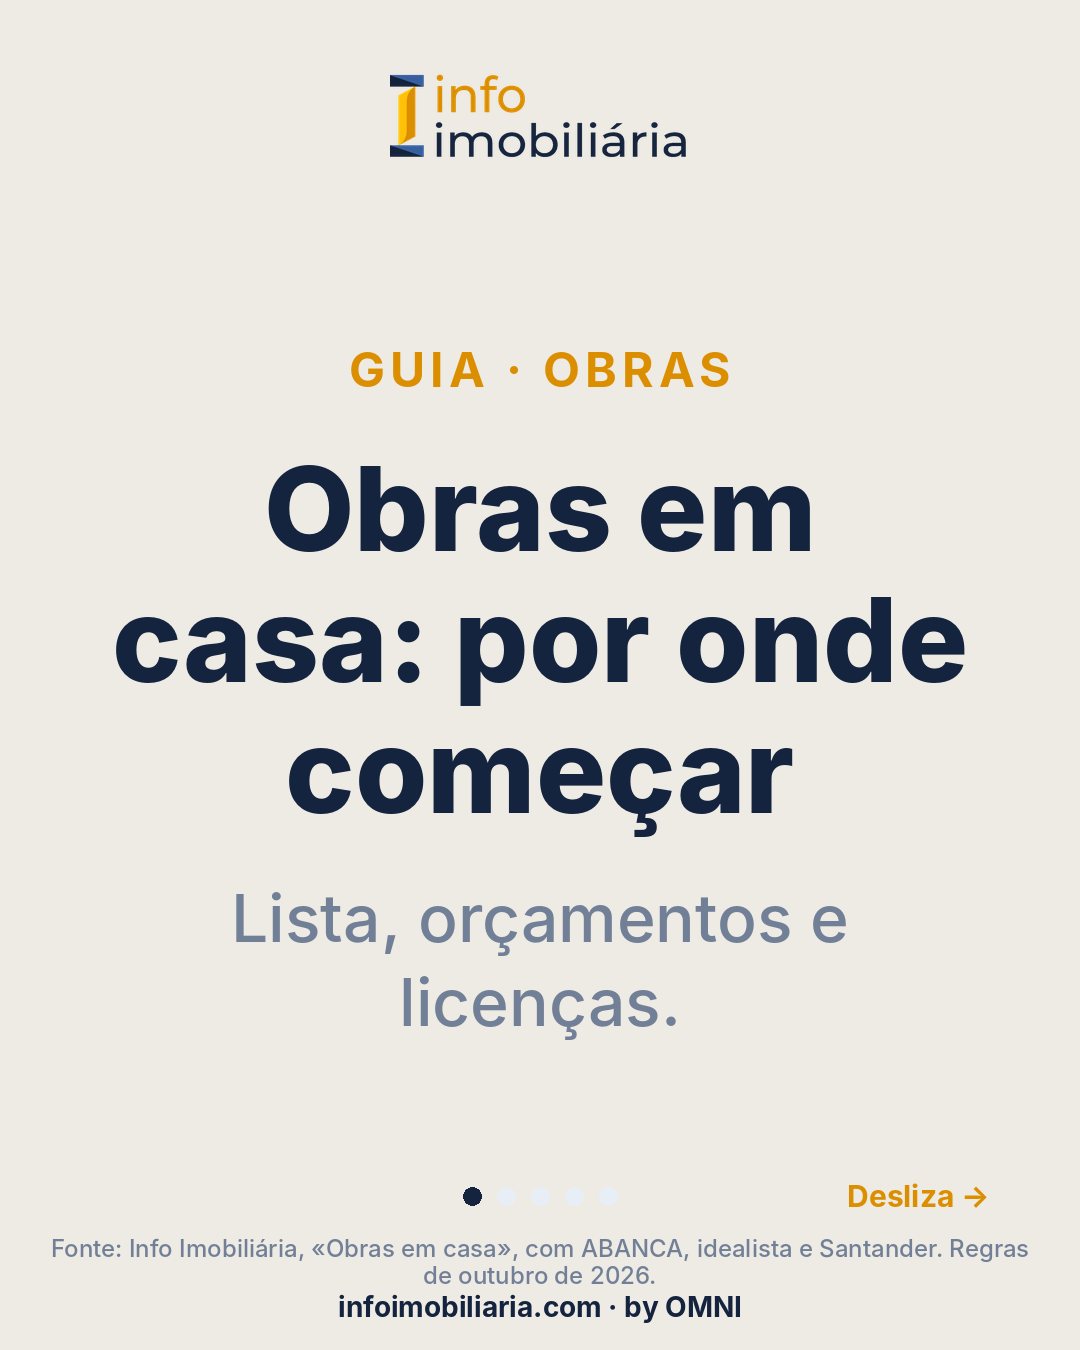 info
imobiliária
GUIA · OBRAS
Obras em
casa: por onde
começar
Lista, orçamentos e
licenças.
Desliza →
Fonte: Info Imobiliária, «Obras em casa», com ABANCA, idealista e Santander. Regras
de outubro de 2026.
infoimobiliaria.com · by OMNI